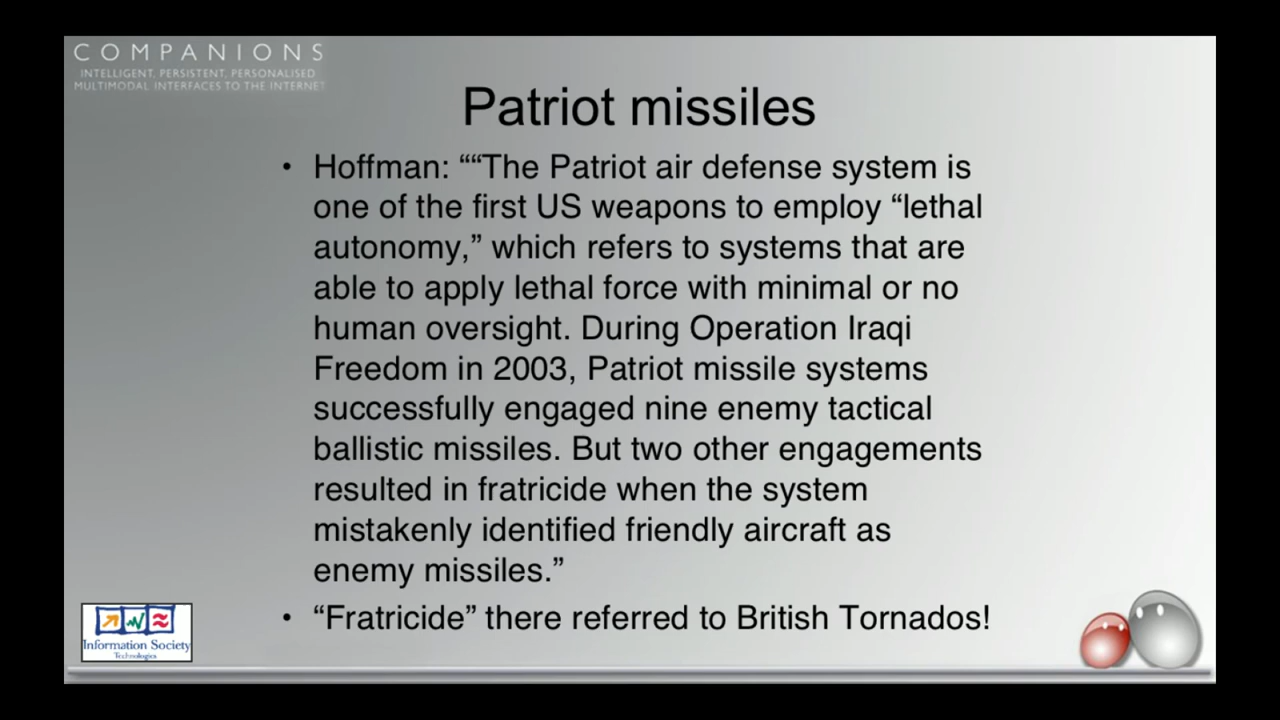 COMPANIONS
INTELLIGENT, PERSISTENT, PERSONALISED
MULTIMODAL INTERFACES TO THE INTERNET
Patriot missiles
• Hoffman: ““The Patriot air defense system is
one of the first US weapons to employ “lethal
autonomy,” which refers to systems that are
able to apply lethal force with minimal or no
human oversight. During Operation Iraqi
Freedom in 2003, Patriot missile systems
successfully engaged nine enemy tactical
ballistic missiles. But two other engagements
resulted in fratricide when the system
mistakenly identified friendly aircraft as
enemy missiles.”
• “Fratricide” there referred to British Tornados!
Information Society
Technologies